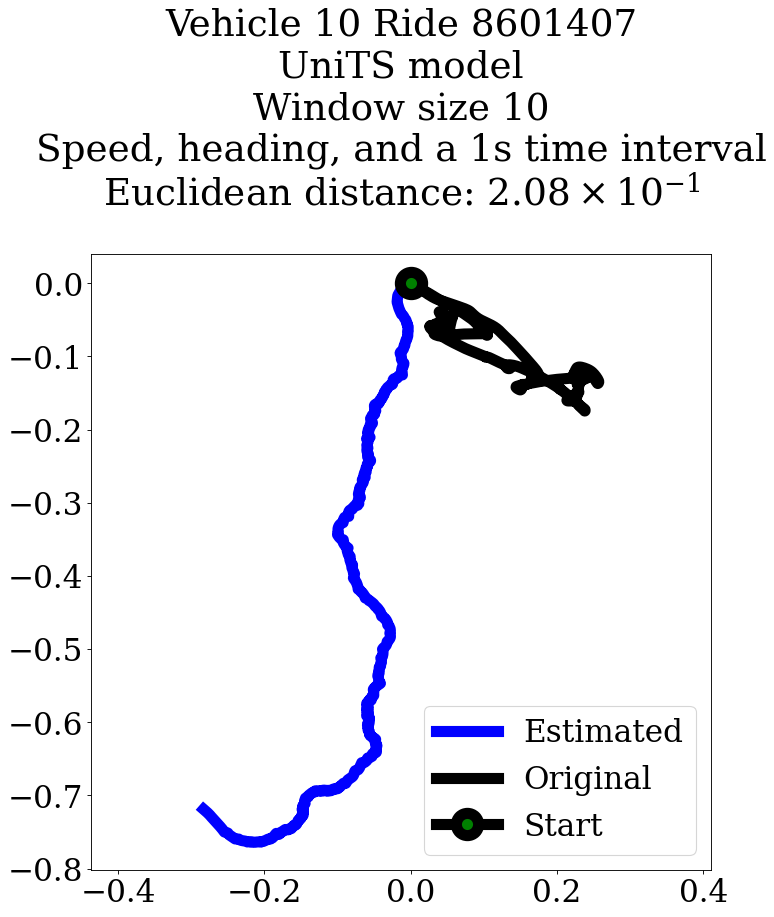 Vehicle 10 Ride 8601407
UniTS model
Window size 10
Speed, heading, and a 1s time interval
Euclidean distance: 2.08 × 10⁻¹
0.0
−0.1
−0.2
−0.3
−0.4
−0.5
−0.6
−0.7
−0.8
Estimated
Original
Start
−0.4 −0.2 0.0 0.2 0.4